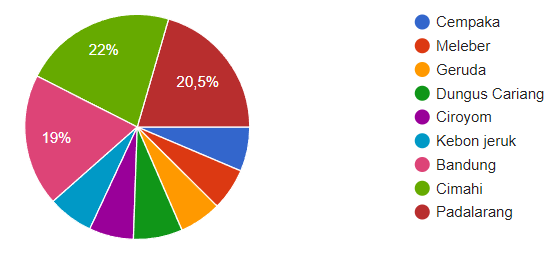 22%
20,5%
19%
Cempaka
Meleber
Geruda
Dungus Cariang
Ciroyom
Kebon jeruk
Bandung
Cimahi
Padalarang